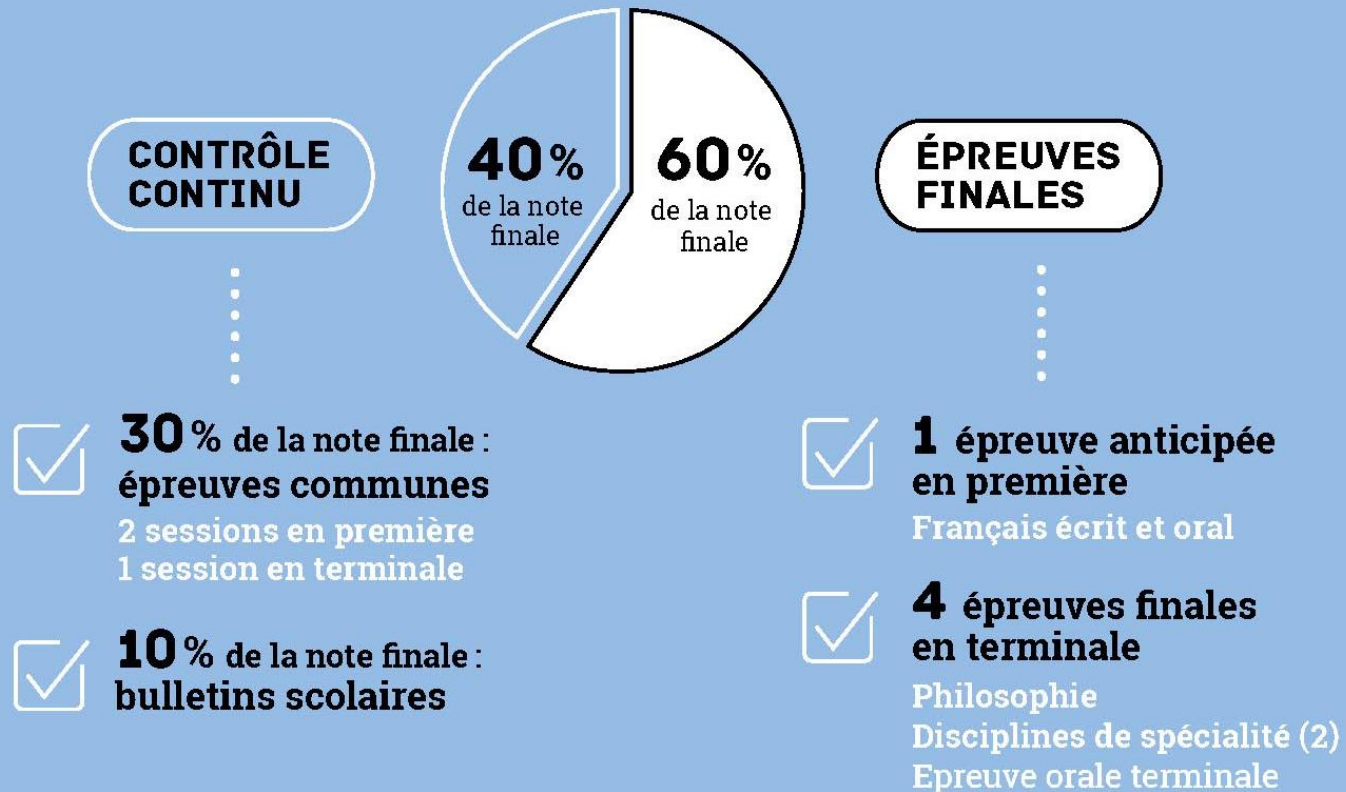 CONTRÔLE
CONTINU
40%
de la note
finale
60%
de la note
finale
ÉPREUVES
FINALES
30% de la note finale :
épreuves communes
2 sessions en première
1 session en terminale
10% de la note finale :
bulletins scolaires
1 épreuve anticipée
en première
Français écrit et oral
4 épreuves finales
en terminale
Philosophie
Disciplines de spécialité (2)
Epreuve orale terminale